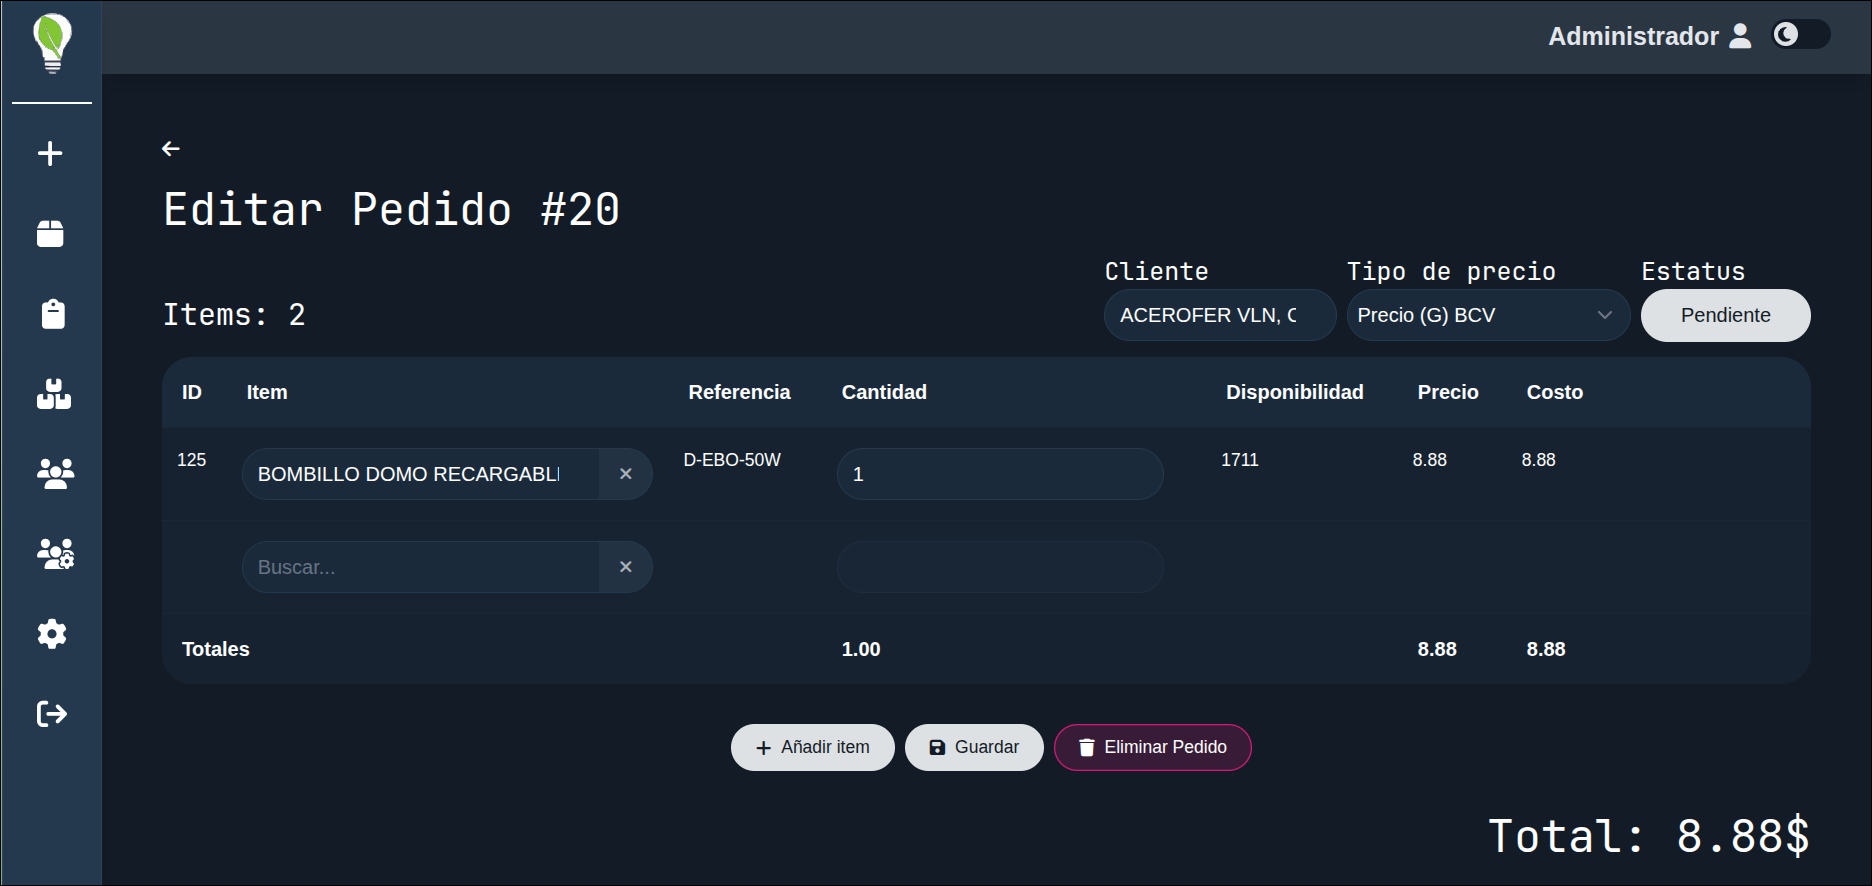 Administrador
Editar Pedido #20
Items: 2
Cliente
Tipo de precio
Estatus
ACEROFER VLN, C
Precio (G) BCV
Pendiente
ID Item Referencia Cantidad Disponibilidad Precio Costo
125 BOMBILLO DOMO RECARGABL D-EBO-50W 1 1711 8.88 8.88
Buscar...
Totales 1.00 8.88 8.88
Añadir item
Guardar
Eliminar Pedido
Total: 8.88$